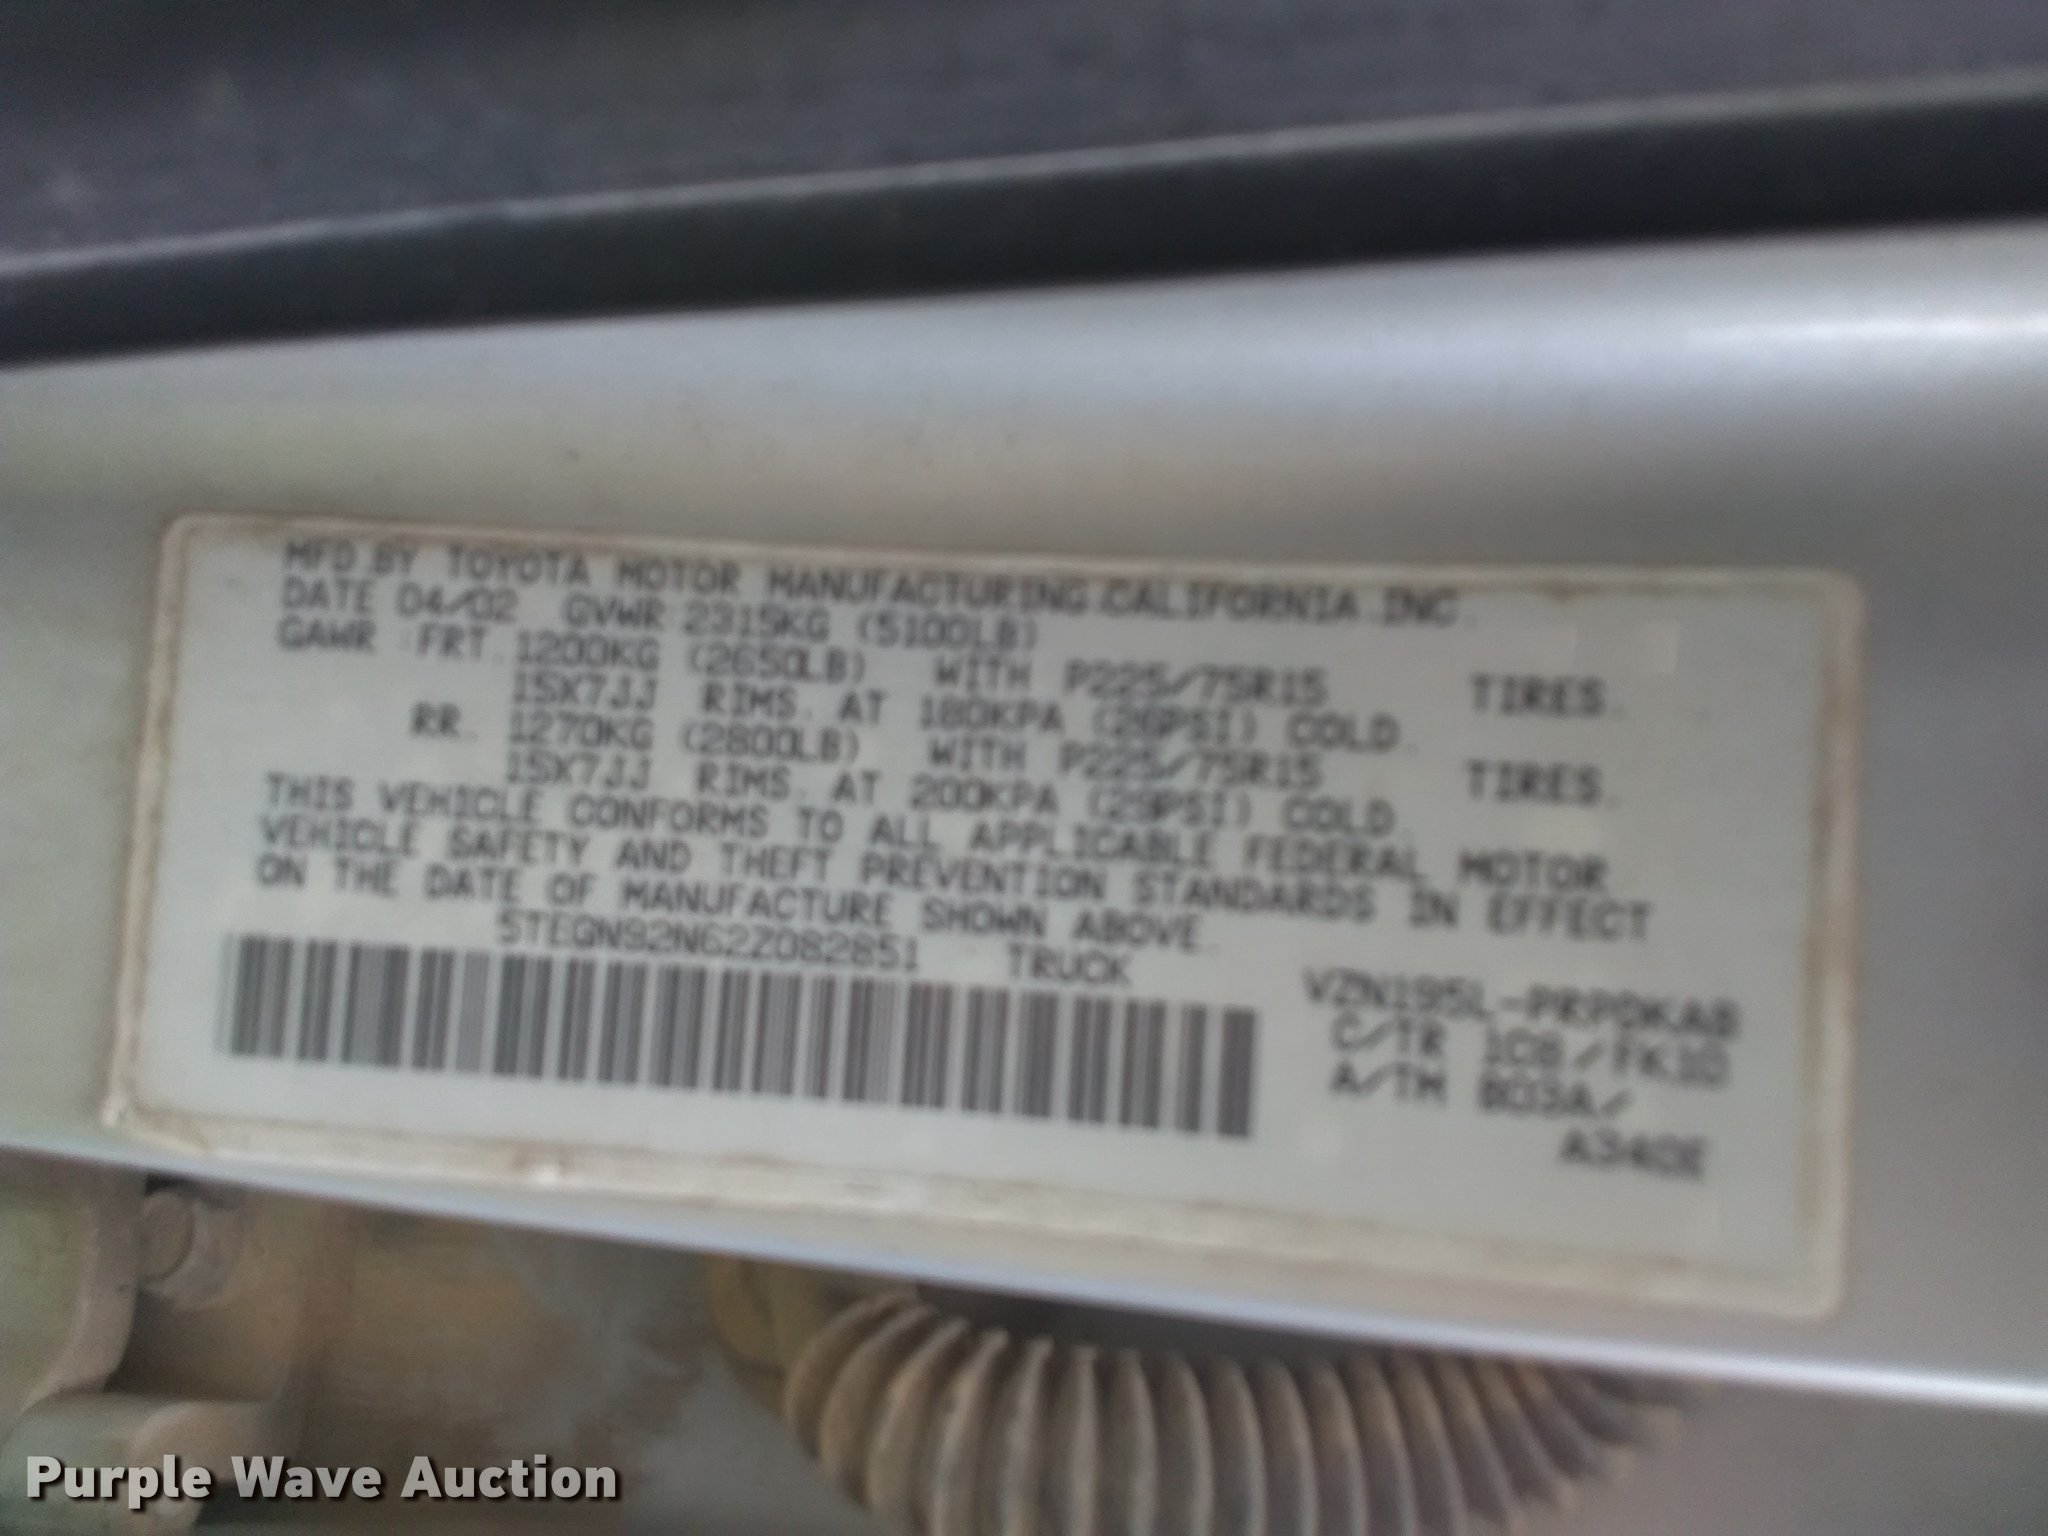 MFD.BY TOYOTA MOTOR MANUFACTURING.CALIFORNIA.INC.
DATE 04/02 GVWR 2315KG (5100LB)
GAWR :FRT. 1200KG (2650LB) WITH P225/75R15 TIRES.
15X7JJ RIMS. AT 180KPA (26PSI) COLD.
RR. 1270KG (2800LB) WITH P225/75R15 TIRES.
15X7JJ RIMS. AT 200KPA (29PSI) COLD.
THIS VEHICLE CONFORMS TO ALL APPLICABLE FEDERAL MOTOR
VEHICLE SAFETY AND THEFT PREVENTION STANDARDS IN EFFECT
ON THE DATE OF MANUFACTURE SHOWN ABOVE.
5TEGN92N62Z082851 TRUCK
VZN195L-PRPDKAB
C/TR 1C8/FK10
A/TM B03A/
A340E
Purple Wave Auction